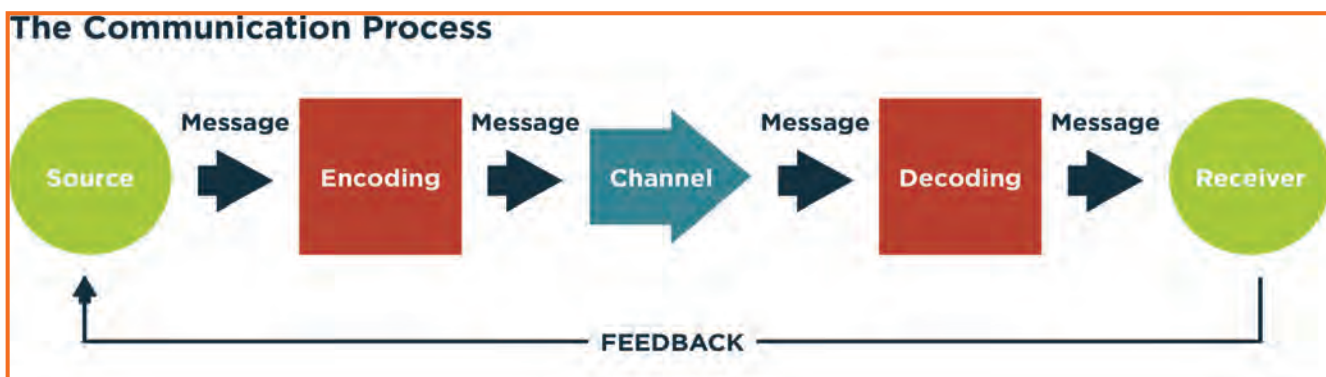 The Communication Process
Message Message Message Message
Source Encoding Channel Decoding Receiver
FEEDBACK